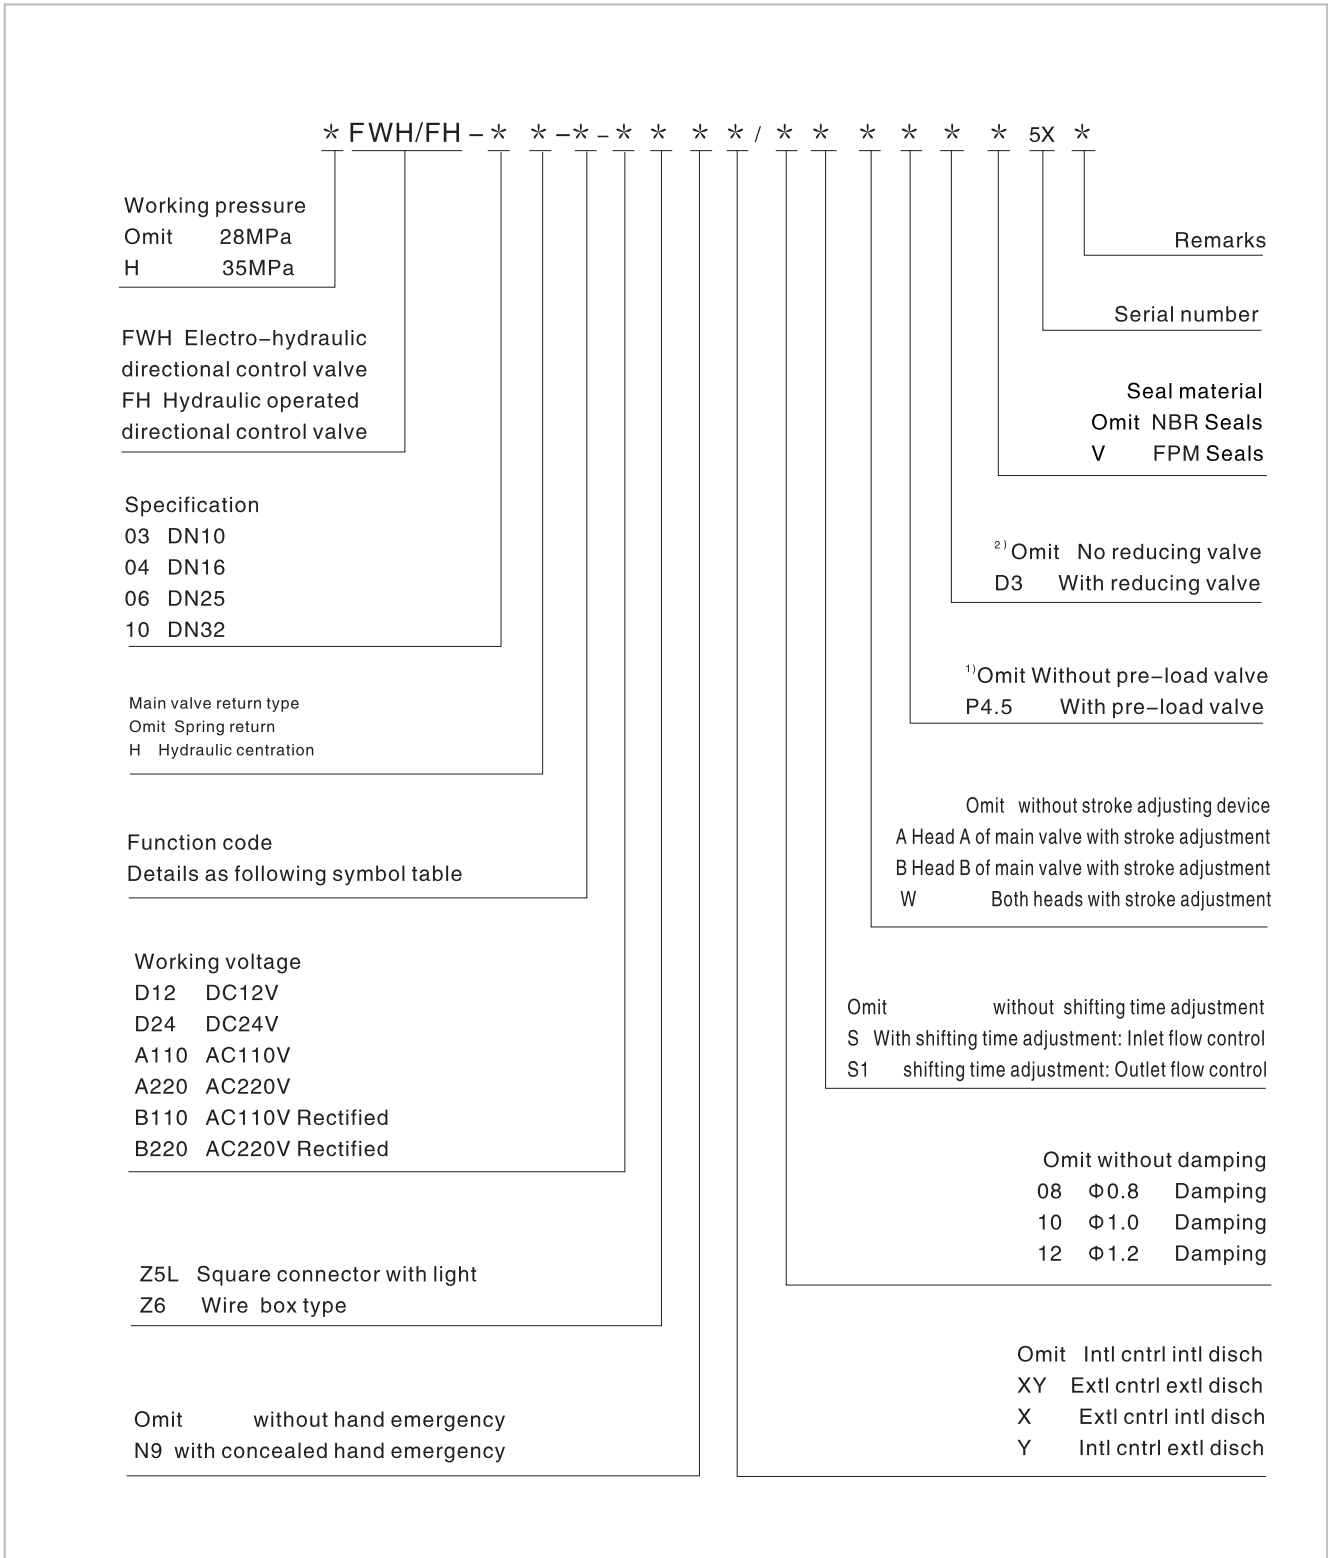 * FWH/FH – * * – * – * * * * / * * * * * * 5X *
Working pressure
Omit 28MPa
H 35MPa
FWH Electro–hydraulic
directional control valve
FH Hydraulic operated
directional control valve
Specification
03 DN10
04 DN16
06 DN25
10 DN32
Main valve return type
Omit Spring return
H Hydraulic centration
Function code
Details as following symbol table
Working voltage
D12 DC12V
D24 DC24V
A110 AC110V
A220 AC220V
B110 AC110V Rectified
B220 AC220V Rectified
Z5L Square connector with light
Z6 Wire box type
Omit without hand emergency
N9 with concealed hand emergency
Remarks
Serial number
Seal material
Omit NBR Seals
V FPM Seals
2) Omit No reducing valve
D3 With reducing valve
1) Omit Without pre–load valve
P4.5 With pre–load valve
Omit without stroke adjusting device
A Head A of main valve with stroke adjustment
B Head B of main valve with stroke adjustment
W Both heads with stroke adjustment
Omit without shifting time adjustment
S With shifting time adjustment: Inlet flow control
S1 shifting time adjustment: Outlet flow control
Omit without damping
08 Φ0.8 Damping
10 Φ1.0 Damping
12 Φ1.2 Damping
Omit Intl cntrl intl disch
XY Extl cntrl extl disch
X Extl cntrl intl disch
Y Intl cntrl extl disch